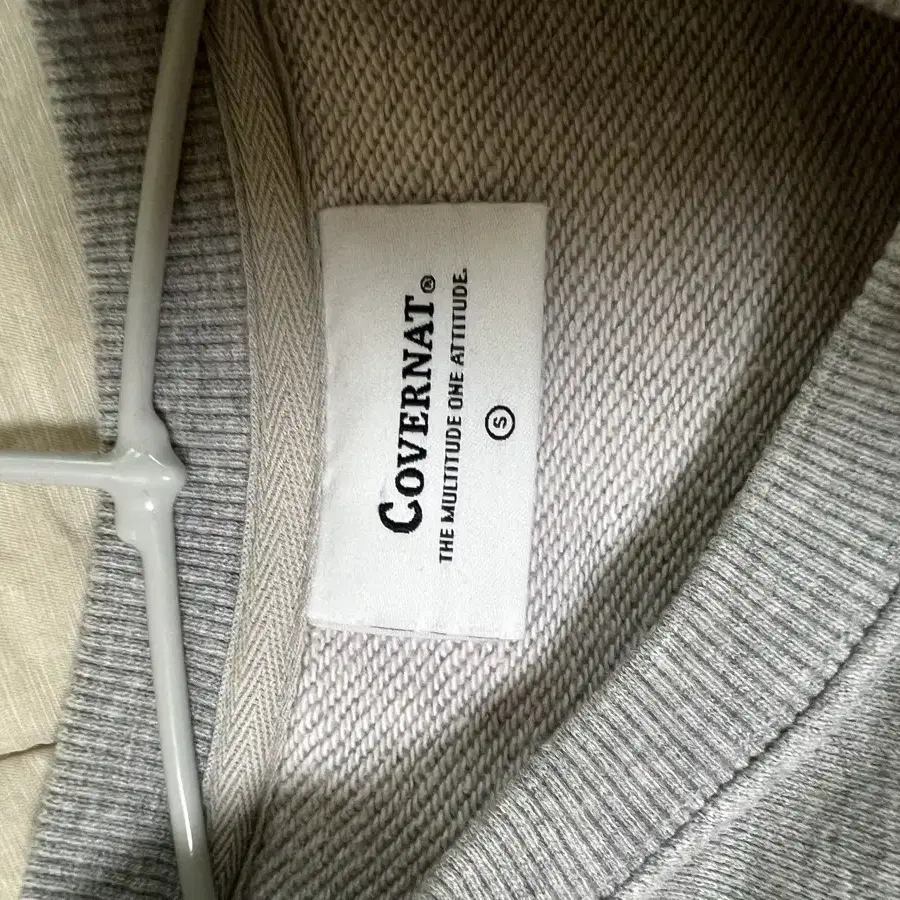 COVERNAT®
THE MULTITUDE ONE ATTITUDE.
S